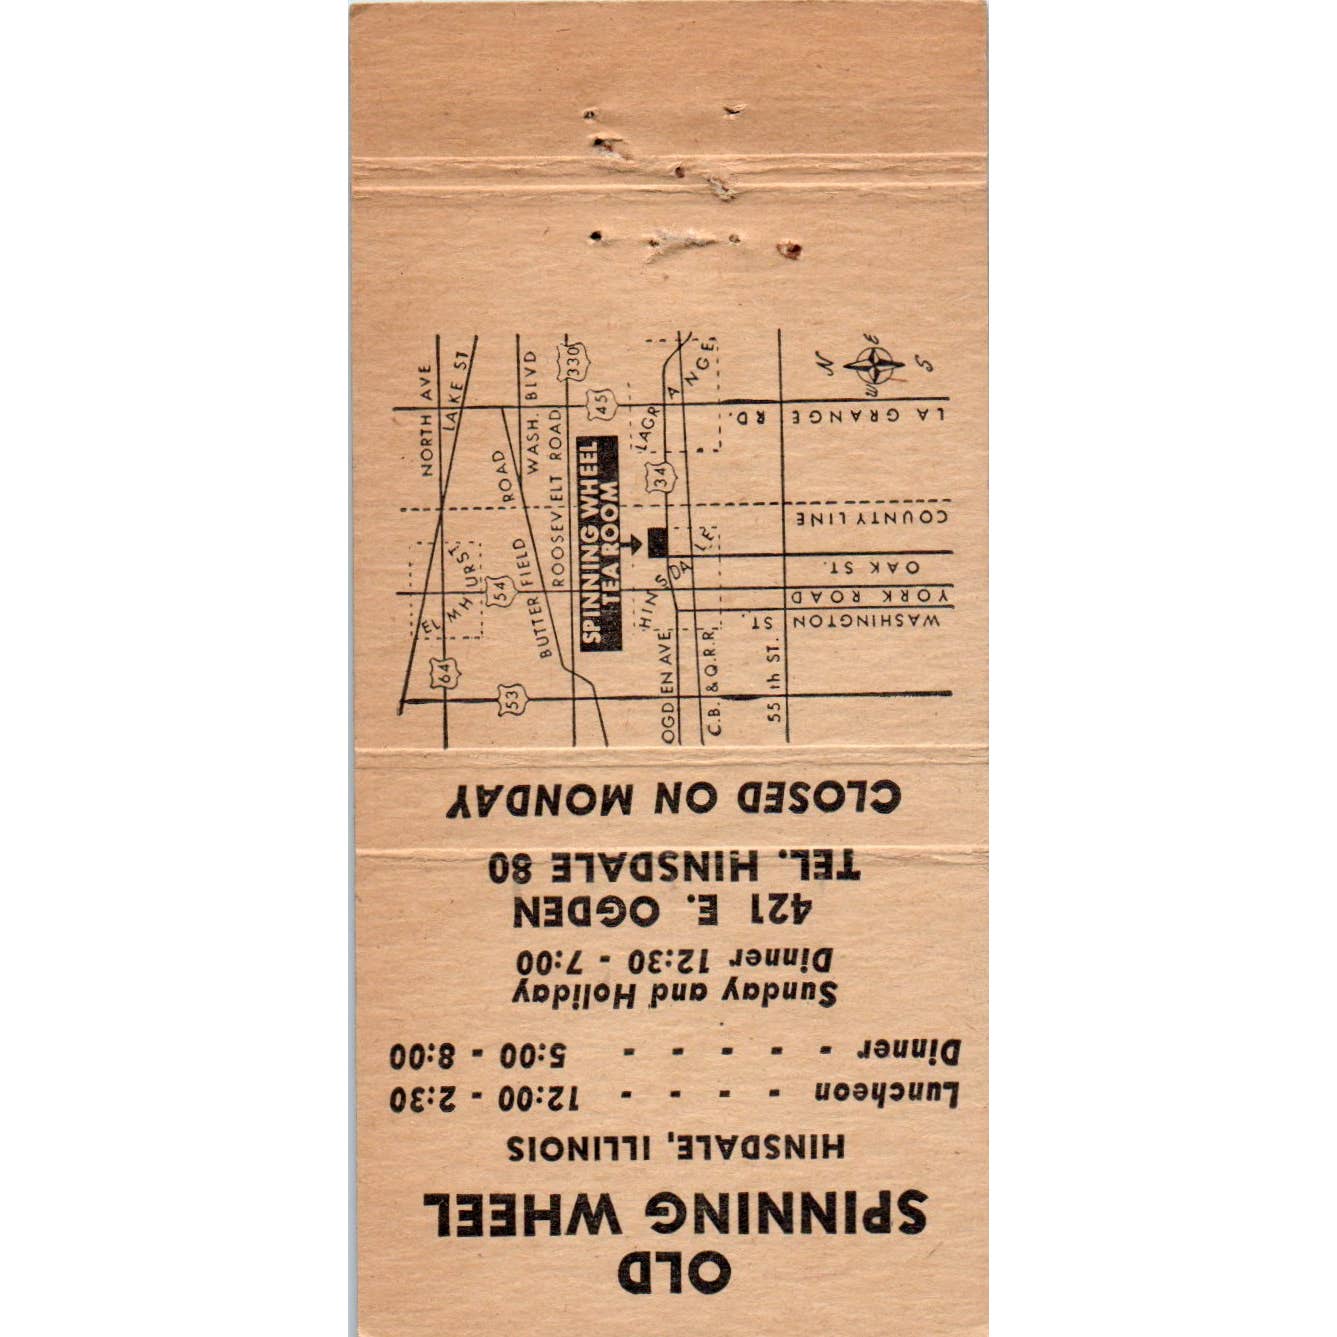 OLD
SPINNING WHEEL
HINSDALE, ILLINOIS
Luncheon - - - - 12:00 - 2:30
Dinner - - - - - 5:00 - 8:00
Sunday and Holiday
Dinner 12:30 - 7:00
421 E. OGDEN
TEL. HINSDALE 80
CLOSED ON MONDAY
NORTH AVE
LAKE ST
WASH. BLVD
330
ROOSEVELT ROAD
BUTTERFIELD ROAD
45
SPINNING WHEEL
TEA ROOM
LAGRANGE
34
HINSDALE
ELMHURST
54
64
53
OGDEN AVE
C.B. & Q.R.R.
55th ST.
LA GRANGE RD.
COUNTY LINE
OAK ST.
YORK ROAD
WASHINGTON ST.
N
E
S
W